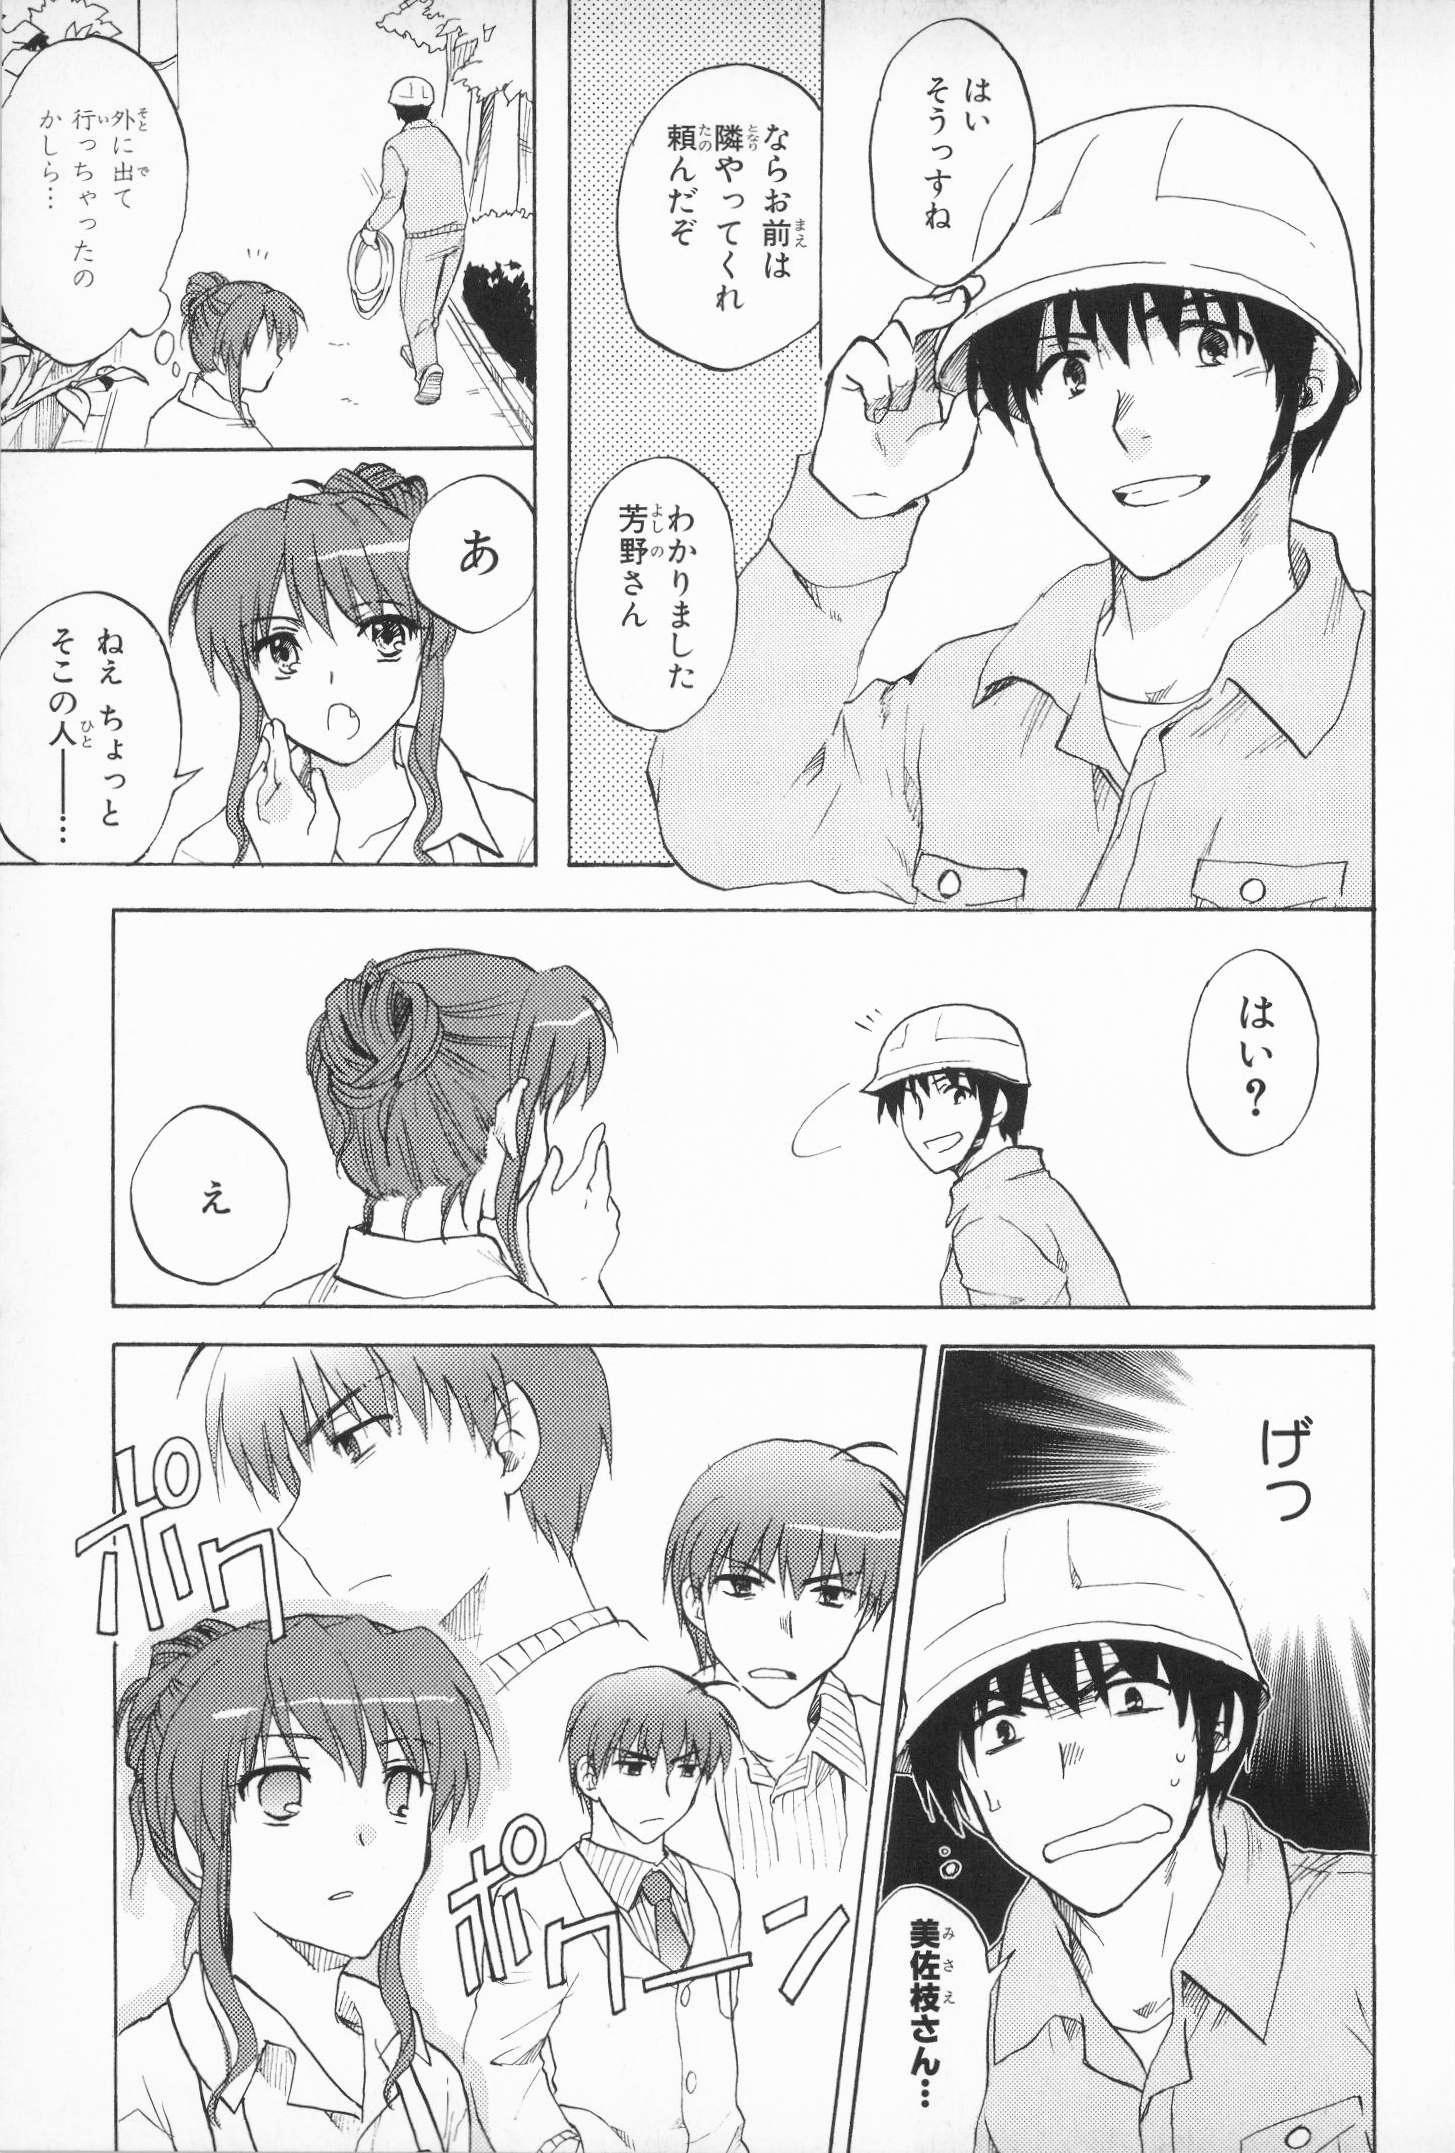 はい
そうっすね
ならお前は
隣やってくれ
頼んだぞ
わかりました
芳野さん
外に出て
行っちゃったの
かしら…
あ
ねえ ちょっと
そこの人――…
はい？
え
げっ
美佐枝さん…
ポワ
ポワーン